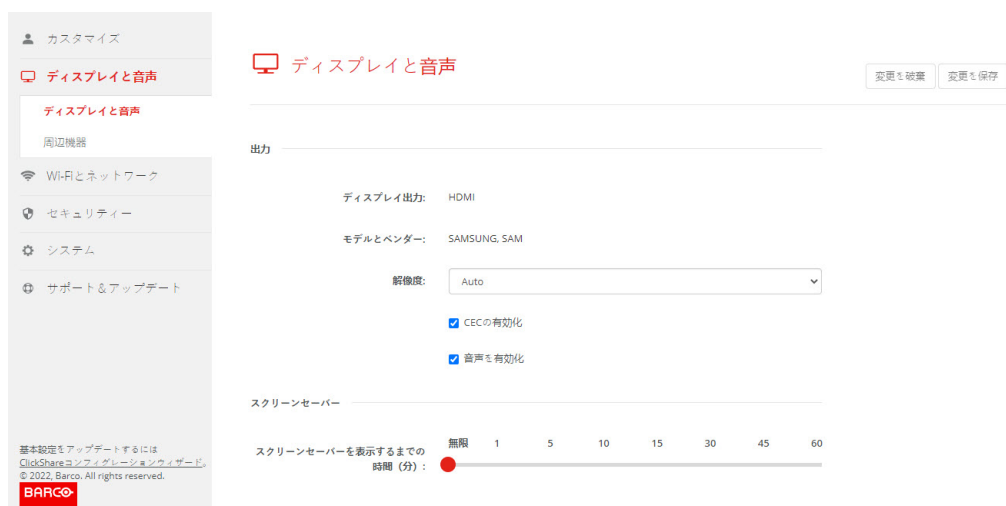 カスタマイズ
ディスプレイと音声
ディスプレイと音声
周辺機器
Wi-Fiとネットワーク
セキュリティー
システム
サポート＆アップデート
基本設定をアップデートするには
ClickShareコンフィグレーションウィザード。
© 2022, Barco. All rights reserved.
BARCO
ディスプレイと音声
変更を破棄
変更を保存
出力
ディスプレイ出力: HDMI
モデルとベンダー: SAMSUNG, SAM
解像度: Auto
CECの有効化
音声を有効化
スクリーンセーバー
スクリーンセーバーを表示するまでの
時間（分）:
無限 1 5 10 15 30 45 60